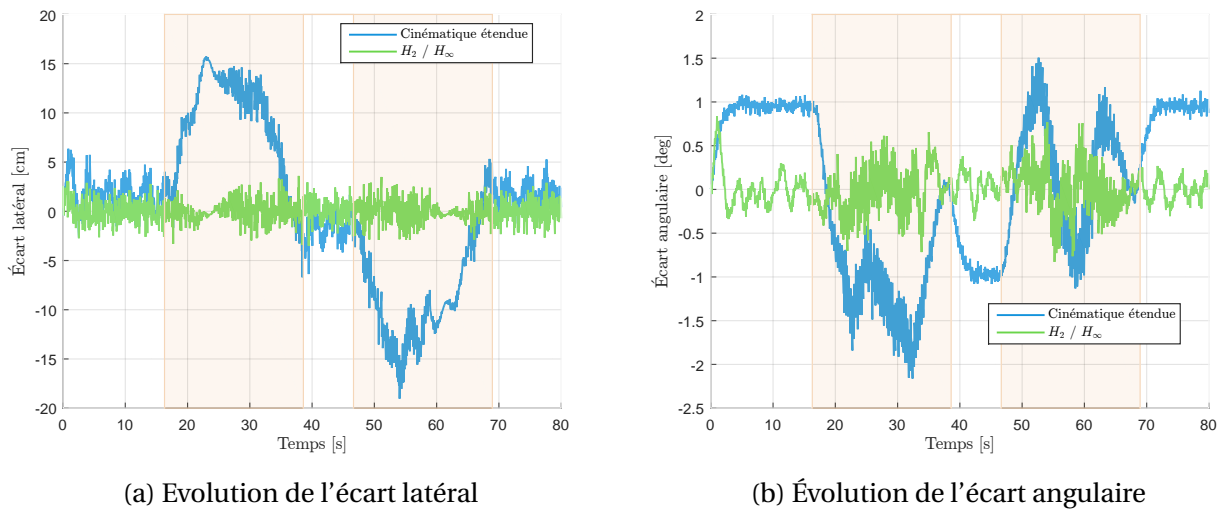 20
15
10
5
0
-5
-10
-15
-20
Écart latéral [cm]
Cinématique étendue
H₂ / H∞
0 10 20 30 40 50 60 70 80
Temps [s]
(a) Evolution de l'écart latéral
2
1.5
1
0.5
0
-0.5
-1
-1.5
-2
-2.5
Écart angulaire [deg]
Cinématique étendue
H₂ / H∞
0 10 20 30 40 50 60 70 80
Temps [s]
(b) Évolution de l'écart angulaire